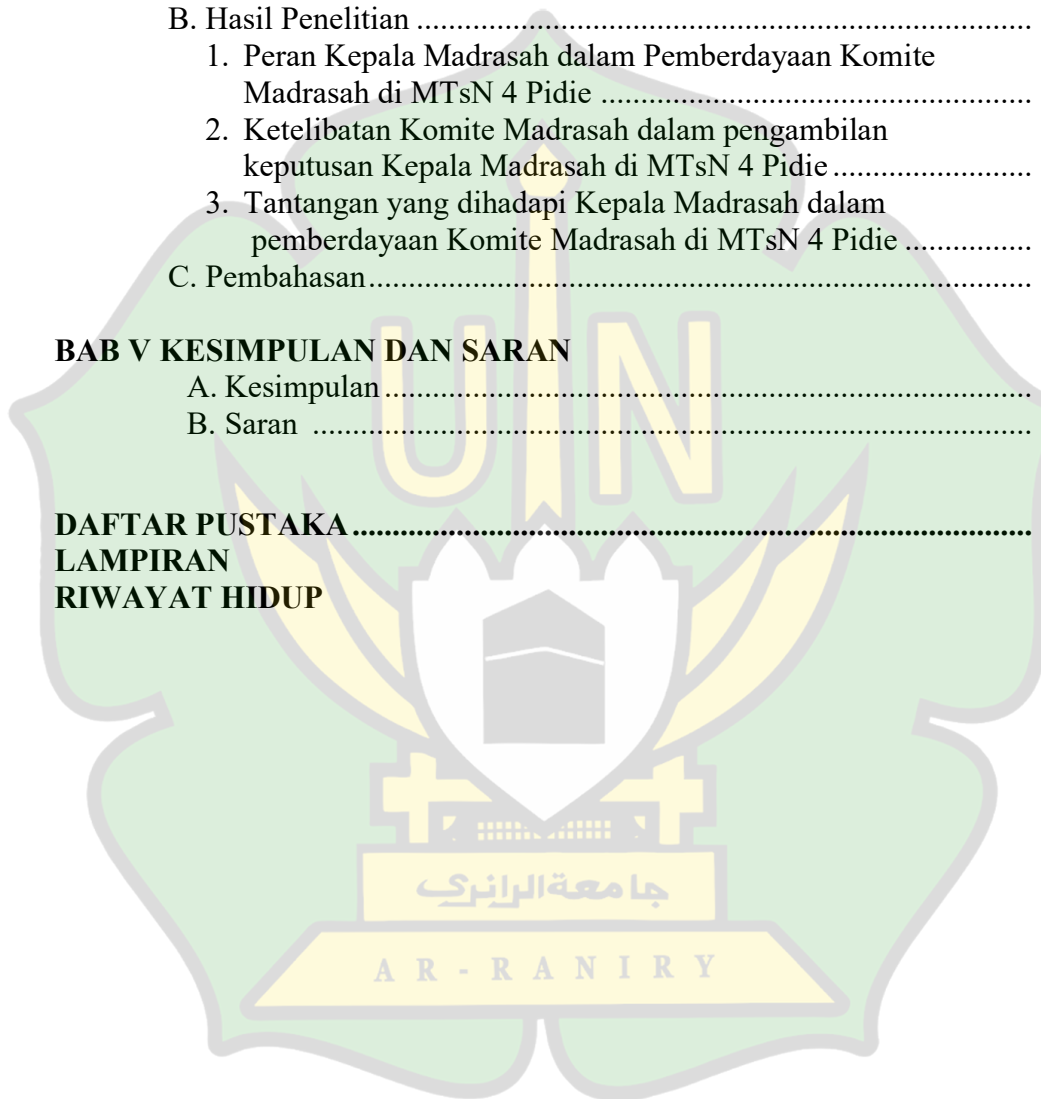 B. Hasil Penelitian ..................................................................................
1. Peran Kepala Madrasah dalam Pemberdayaan Komite
Madrasah di MTsN 4 Pidie .......................................................
2. Ketelibatan Komite Madrasah dalam pengambilan
keputusan Kepala Madrasah di MTsN 4 Pidie .........................
3. Tantangan yang dihadapi Kepala Madrasah dalam
pemberdayaan Komite Madrasah di MTsN 4 Pidie ................
C. Pembahasan .....................................................................................
BAB V KESIMPULAN DAN SARAN
A. Kesimpulan ...................................................................................
B. Saran ............................................................................................
DAFTAR PUSTAKA .......................................................................................
LAMPIRAN
RIWAYAT HIDUP
UIN
جامعة الرانري
AR-RANIRY